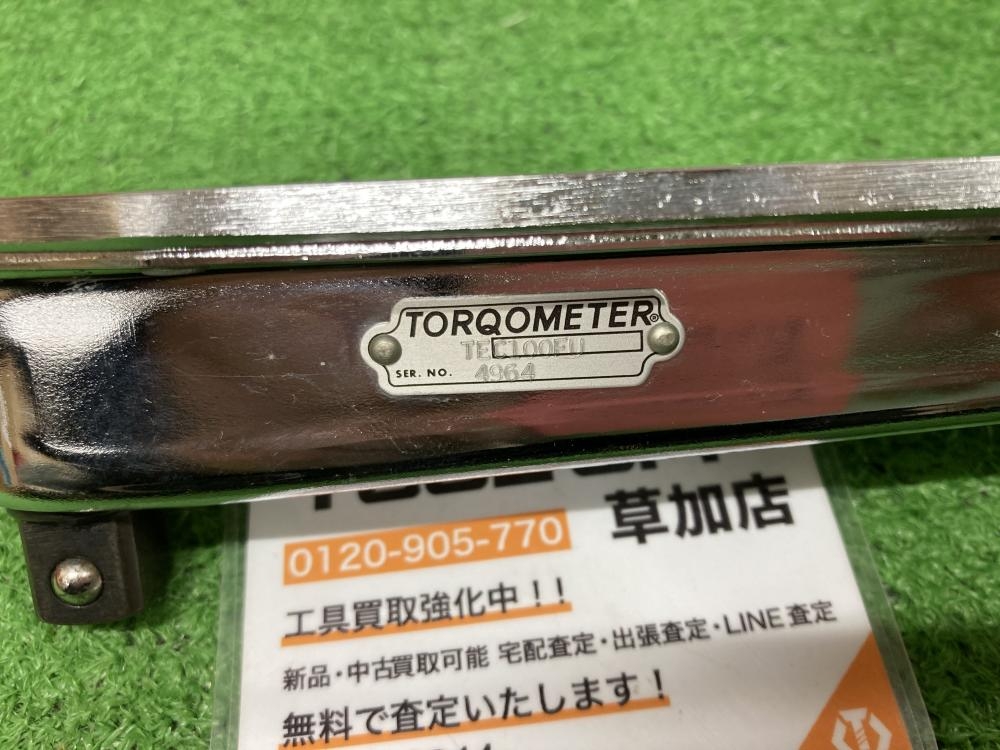 TORQOMETER®
TEC100FU
SER. NO. 4964
草加店
0120-905-770
工具買取強化中!!
新品・中古買取可能 宅配査定・出張査定・LINE査定
無料で査定いたします!